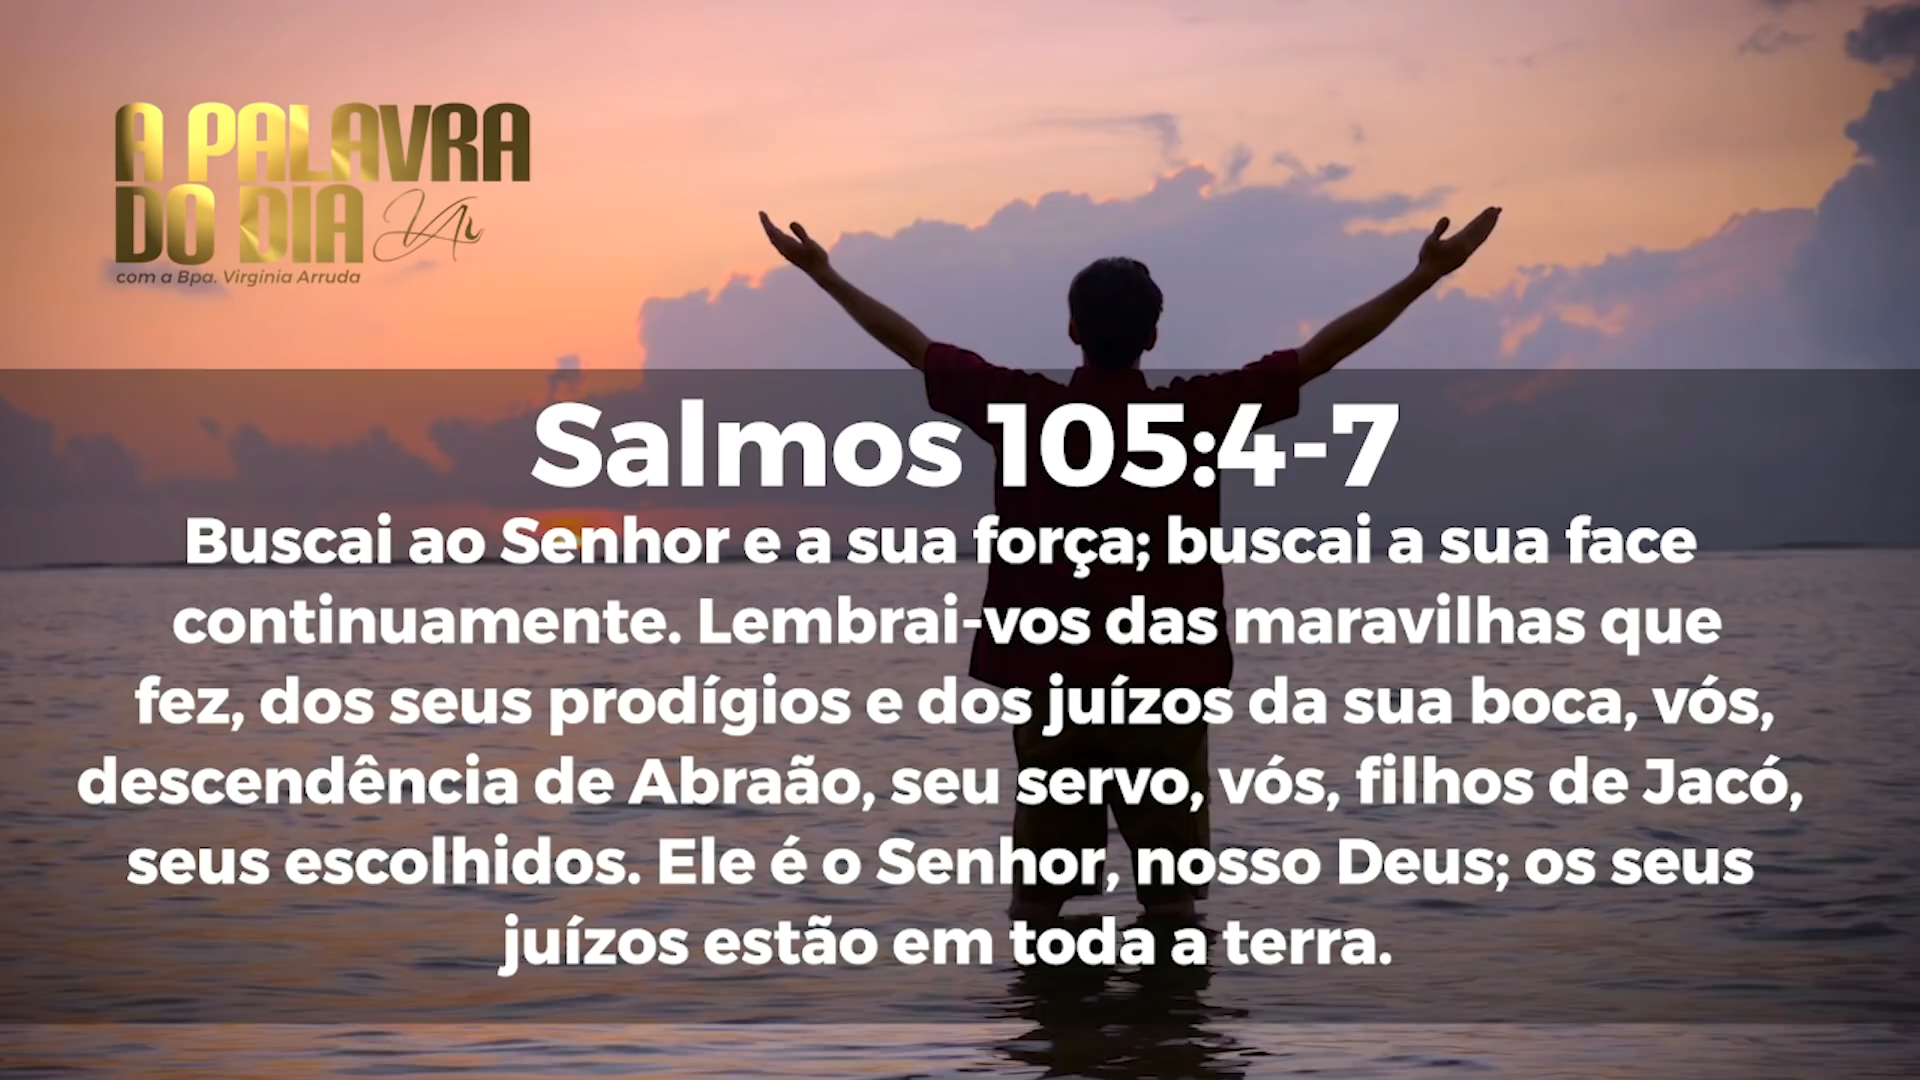 A PALAVRA
DO DIA
com a Bpa. Virgínia Arruda
Salmos 105:4-7
Buscai ao Senhor e a sua força; buscai a sua face
continuamente. Lembrai-vos das maravilhas que
fez, dos seus prodígios e dos juízos da sua boca, vós,
descendência de Abraão, seu servo, vós, filhos de Jacó,
seus escolhidos. Ele é o Senhor, nosso Deus; os seus
juízos estão em toda a terra.